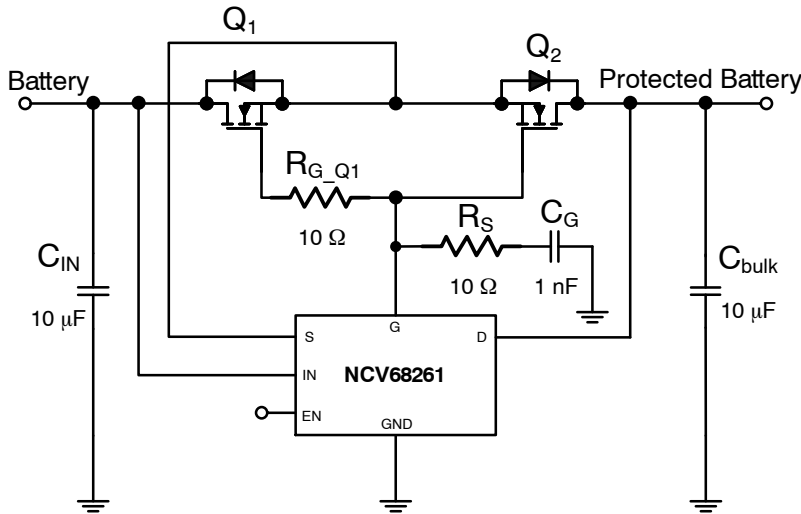 Q1
Q2
Battery
Protected Battery
RG_Q1
10 Ω
RS
CG
10 Ω
1 nF
CIN
10 μF
Cbulk
10 μF
G
S
D
NCV68261
IN
EN
GND